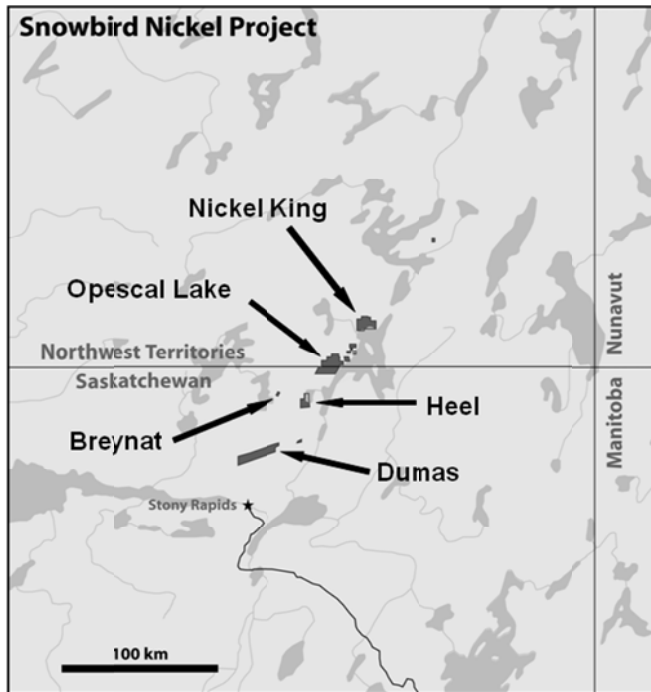 Snowbird Nickel Project
Nickel King
Opescal Lake
Nunavut
Northwest Territories
Saskatchewan
Heel
Manitoba
Breynat
Dumas
Stony Rapids
100 km